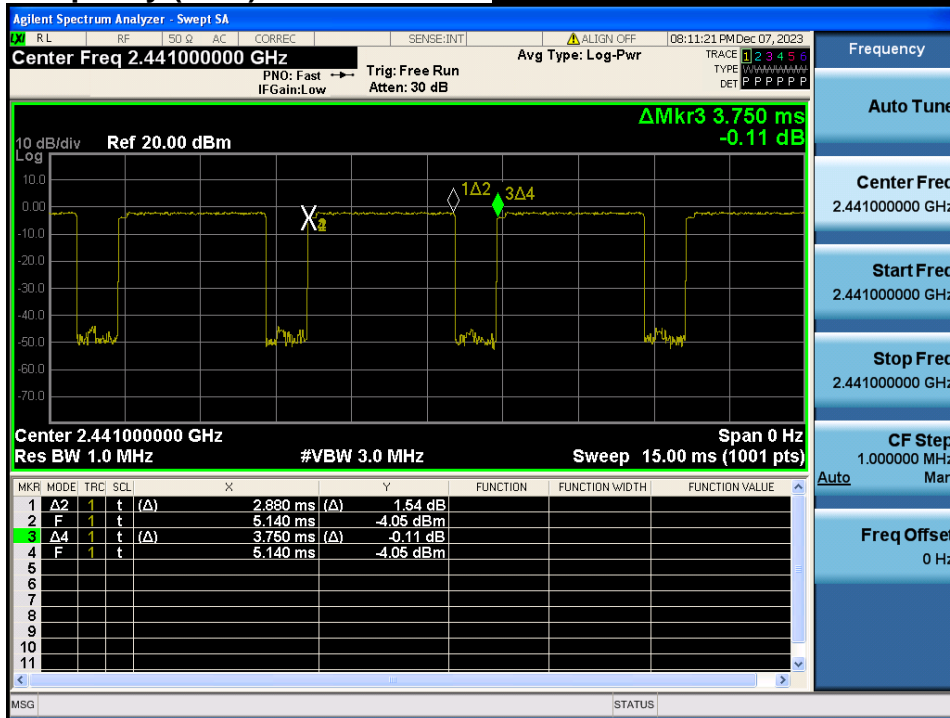 Agilent Spectrum Analyzer - Swept SA
LXI RL RF 50 Ω AC CORREC SENSE:INT ALIGN OFF 08:11:21 PM Dec 07, 2023
Center Freq 2.441000000 GHz
PNO: Fast
IFGain:Low
Trig: Free Run
Atten: 30 dB
Avg Type: Log-Pwr
TRACE 1 2 3 4 5 6
TYPE
DET P P P P P P
ΔMkr3 3.750 ms
-0.11 dB
10 dB/div Ref 20.00 dBm
Log
10.0
0.00
-10.0
-20.0
-30.0
-40.0
-50.0
-60.0
-70.0
1Δ2
3Δ4
Center 2.441000000 GHz Span 0 Hz
Res BW 1.0 MHz #VBW 3.0 MHz Sweep 15.00 ms (1001 pts)
MKR MODE TRC SCL X Y FUNCTION FUNCTION WIDTH FUNCTION VALUE
1 Δ2 1 t (Δ) 2.880 ms (Δ) 1.54 dB
2 F 1 t 5.140 ms -4.05 dBm
3 Δ4 1 t (Δ) 3.750 ms (Δ) -0.11 dB
4 F 1 t 5.140 ms -4.05 dBm
5
6
7
8
9
10
11
MSG STATUS
Frequency
Auto Tune
Center Freq
2.441000000 GHz
Start Freq
2.441000000 GHz
Stop Freq
2.441000000 GHz
CF Step
1.000000 MHz
Auto Man
Freq Offset
0 Hz